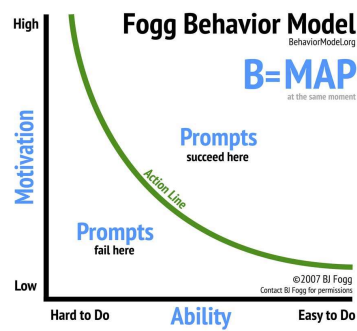 High
Fogg Behavior Model
BehaviorModel.org
B=MAP
at the same moment
Motivation
Prompts
succeed here
Action Line
Prompts
fail here
©2007 BJ Fogg
Contact BJ Fogg for permissions
Low
Hard to Do
Ability
Easy to Do